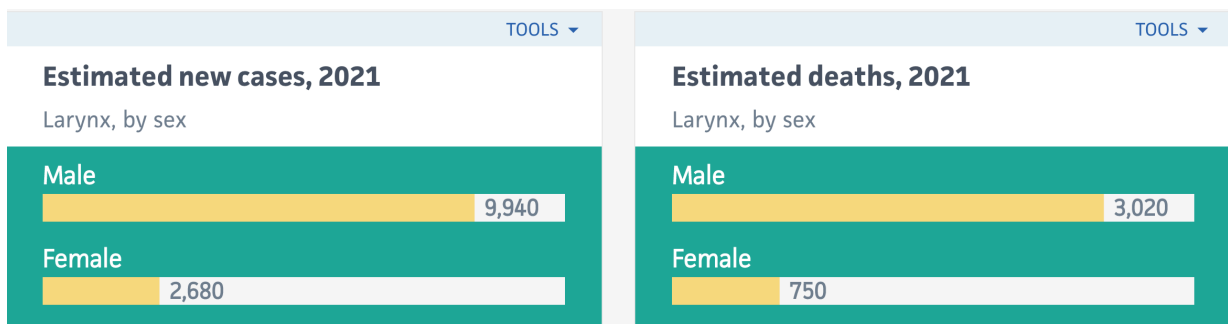 TOOLS
Estimated new cases, 2021
Larynx, by sex
Male
9,940
Female
2,680
TOOLS
Estimated deaths, 2021
Larynx, by sex
Male
3,020
Female
750